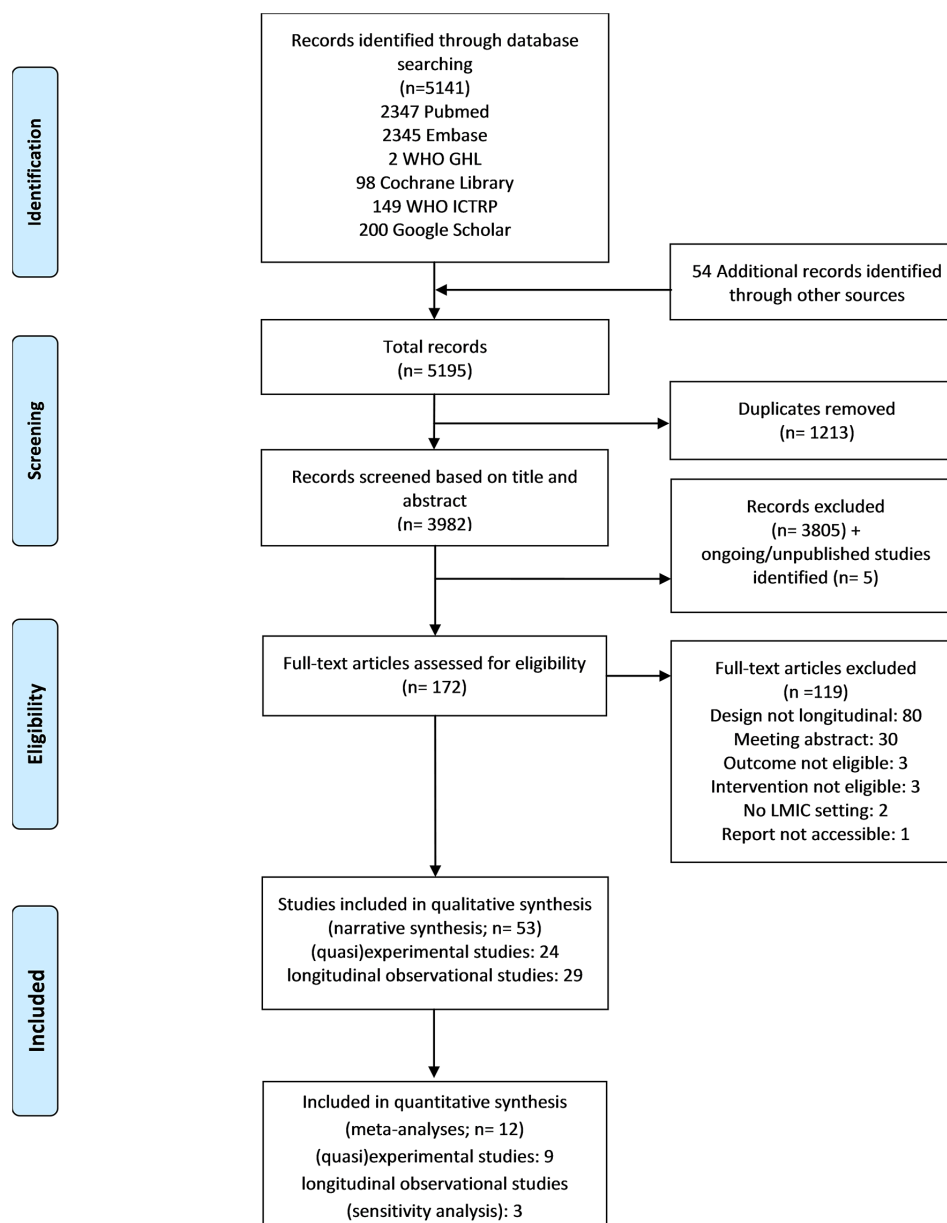 Identification
Records identified through database
searching
(n=5141)
2347 Pubmed
2345 Embase
2 WHO GHL
98 Cochrane Library
149 WHO ICTRP
200 Google Scholar
54 Additional records identified
through other sources
Screening
Total records
(n= 5195)
Duplicates removed
(n= 1213)
Records screened based on title and
abstract
(n= 3982)
Records excluded
(n= 3805) +
ongoing/unpublished studies
identified (n= 5)
Eligibility
Full-text articles assessed for eligibility
(n= 172)
Full-text articles excluded
(n =119)
Design not longitudinal: 80
Meeting abstract: 30
Outcome not eligible: 3
Intervention not eligible: 3
No LMIC setting: 2
Report not accessible: 1
Included
Studies included in qualitative synthesis
(narrative synthesis; n= 53)
(quasi)experimental studies: 24
longitudinal observational studies: 29
Included in quantitative synthesis
(meta-analyses; n= 12)
(quasi)experimental studies: 9
longitudinal observational studies
(sensitivity analysis): 3